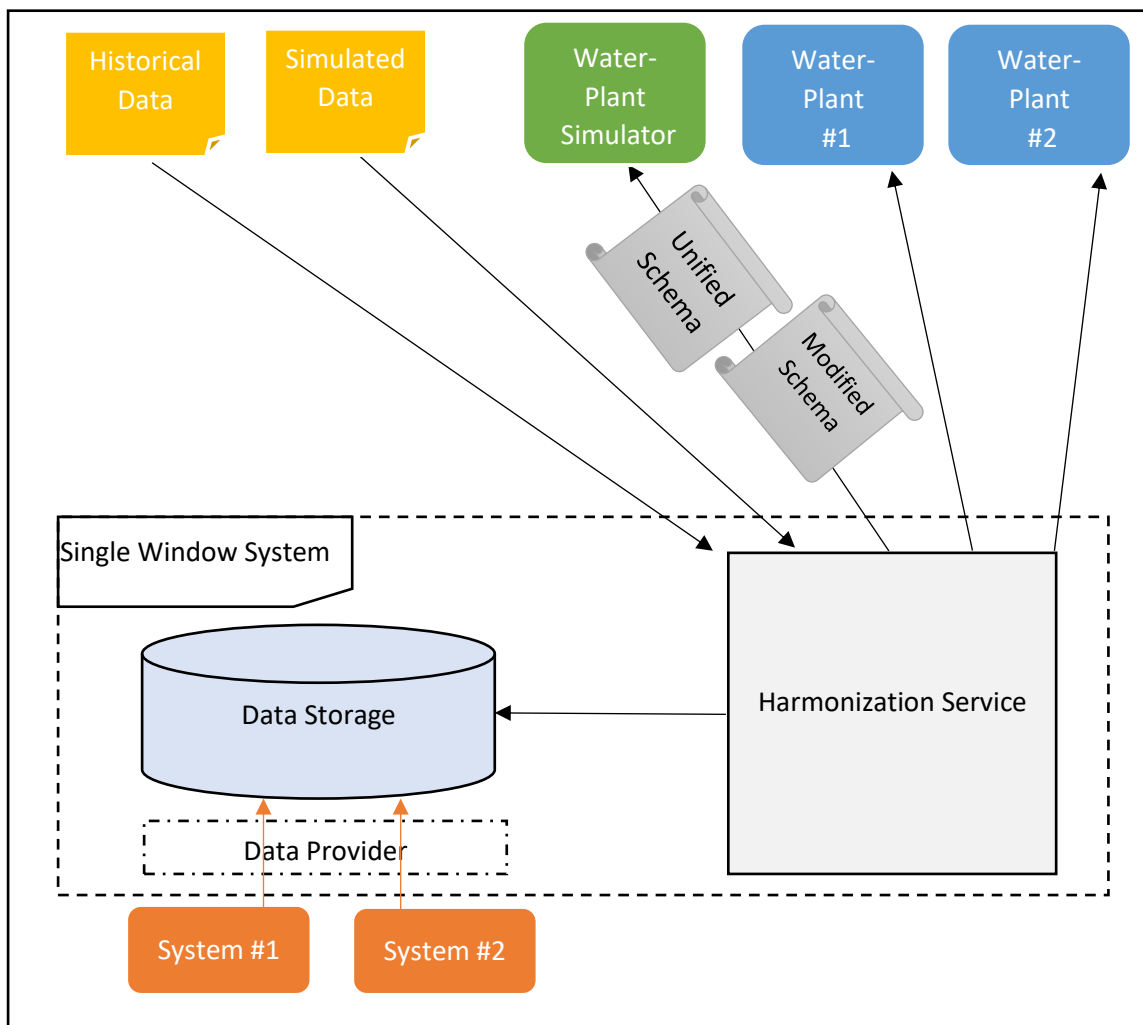 Historical
Data
Simulated
Data
Water-
Plant
Simulator
Water-
Plant
#1
Water-
Plant
#2
Unified
Schema
Modified
Schema
Single Window System
Data Storage
Harmonization Service
Data Provider
System #1
System #2